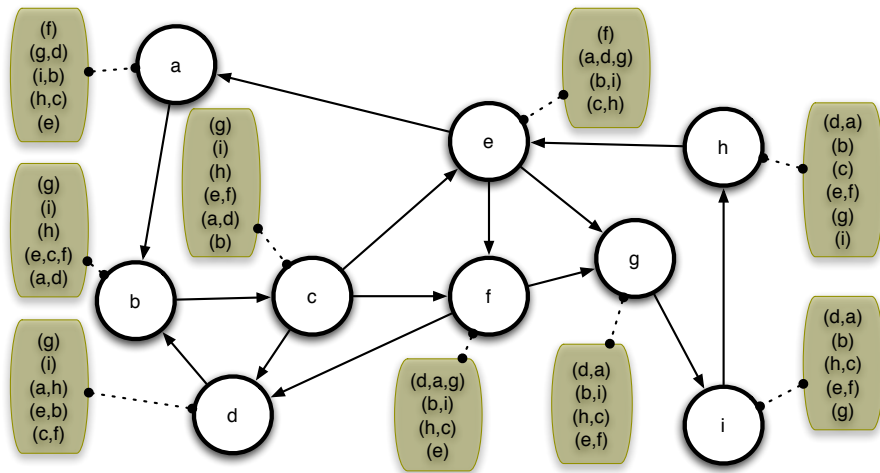 (f)
(g,d)
(i,b)
(h,c)
(e)
a
(g)
(i)
(h)
(e,f)
(a,d)
(b)
(f)
(a,d,g)
(b,i)
(c,h)
e
h
(d,a)
(b)
(c)
(e,f)
(g)
(i)
(g)
(i)
(h)
(e,c,f)
(a,d)
b
c
f
g
(g)
(i)
(a,h)
(e,b)
(c,f)
d
(d,a,g)
(b,i)
(h,c)
(e)
(d,a)
(b,i)
(h,c)
(e,f)
i
(d,a)
(b)
(h,c)
(e,f)
(g)